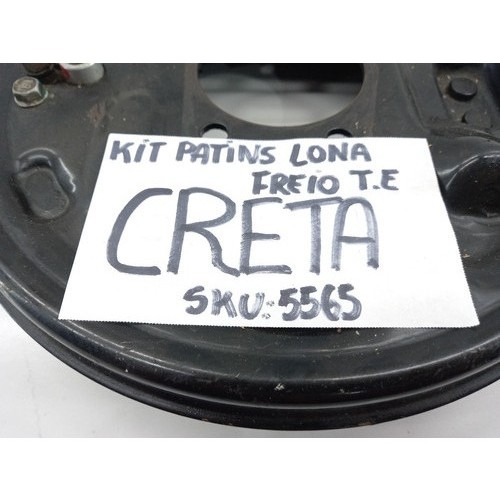 KIT PATINS LONA
FREIO T.E
CRETA
SKU: 5565